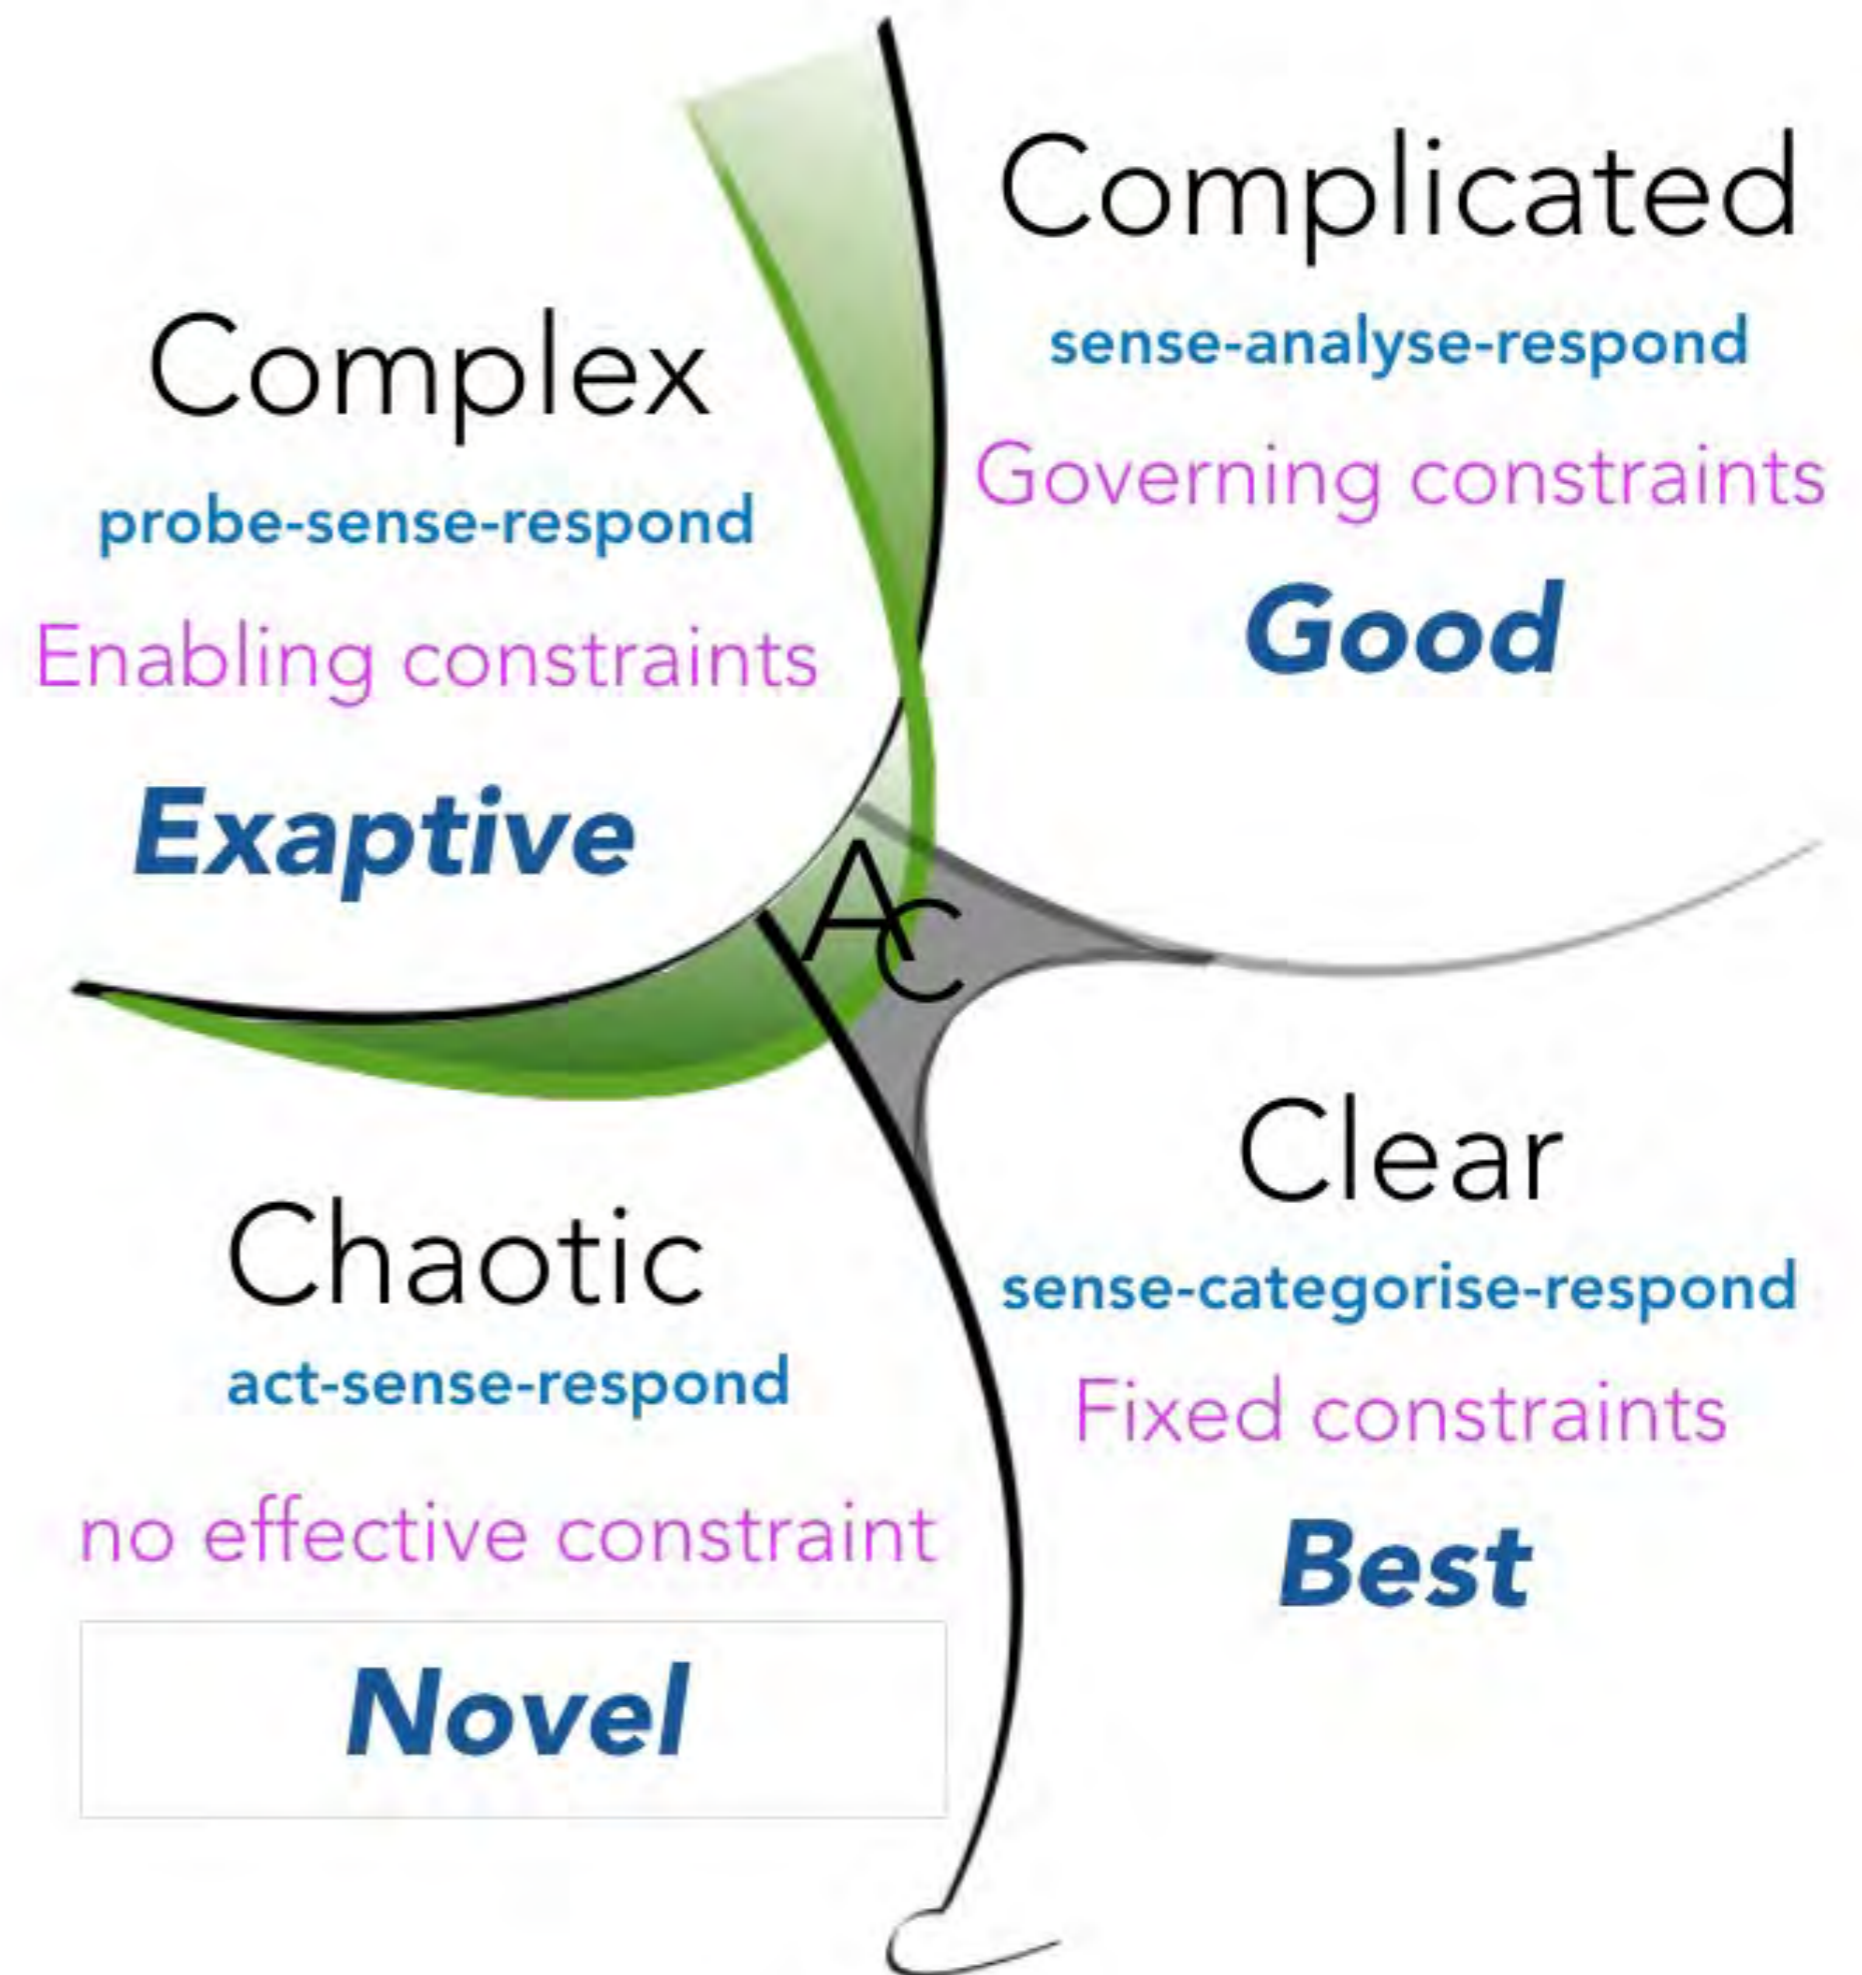 Complex
probe-sense-respond
Enabling constraints
Exaptive
Complicated
sense-analyse-respond
Governing constraints
Good
A
C
Chaotic
act-sense-respond
no effective constraint
Novel
Clear
sense-categorise-respond
Fixed constraints
Best